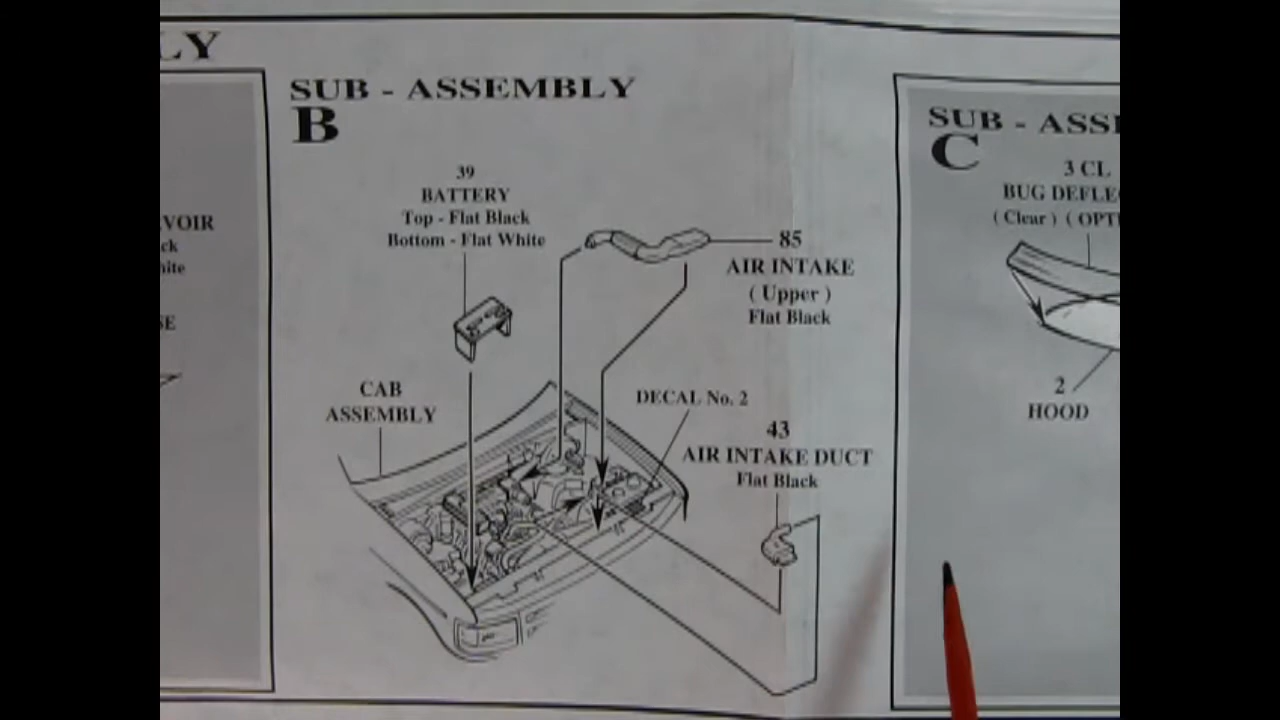 LY
VOIR
ck
ite
SE
SUB - ASSEMBLY
B
39
BATTERY
Top - Flat Black
Bottom - Flat White
85
AIR INTAKE
( Upper )
Flat Black
CAB
ASSEMBLY
DECAL No. 2
43
AIR INTAKE DUCT
Flat Black
SUB - ASSE
C
3 CL
BUG DEFLE
( Clear ) ( OPT
2
HOOD